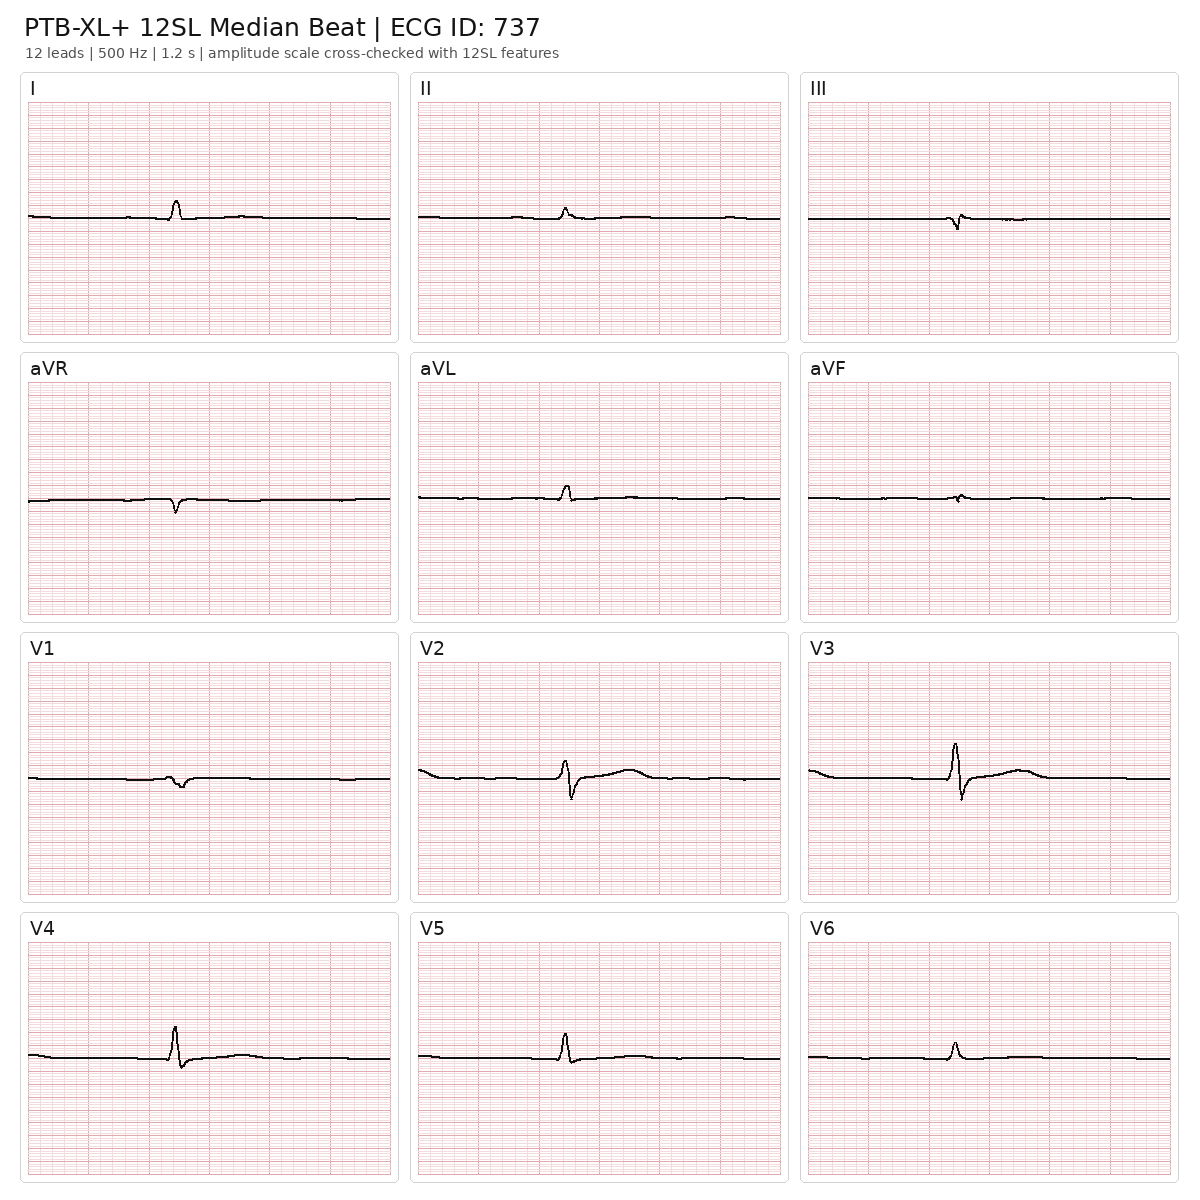 PTB-XL+ 12SL Median Beat | ECG ID: 737
12 leads | 500 Hz | 1.2 s | amplitude scale cross-checked with 12SL features
I
II
III
aVR
aVL
aVF
V1
V2
V3
V4
V5
V6